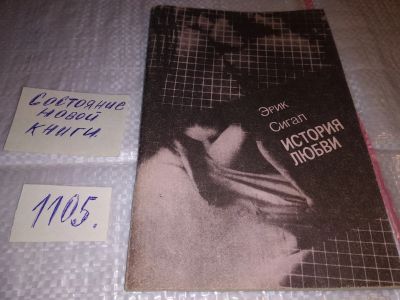 Состояние
новой
книги
1105.
Эрик
Сигал
ИСТОРИЯ
ЛЮБВИ